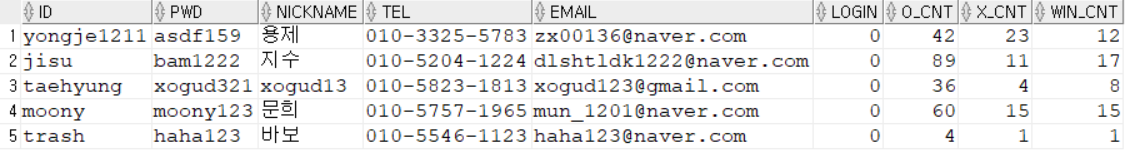 ID PWD NICKNAME TEL EMAIL LOGIN O_CNT X_CNT WIN_CNT
1 yongje1211 asdf159 용제 010-3325-5783 zx00136@naver.com 0 42 23 12
2 jisu bam1222 지수 010-5204-1224 dlshtldk1222@naver.com 0 89 11 17
3 taehyung xogud321 xogud13 010-5823-1813 xogud123@gmail.com 0 36 4 8
4 moony moony123 문희 010-5757-1965 mun_1201@naver.com 0 60 15 15
5 trash haha123 바보 010-5546-1123 haha123@naver.com 0 4 1 1